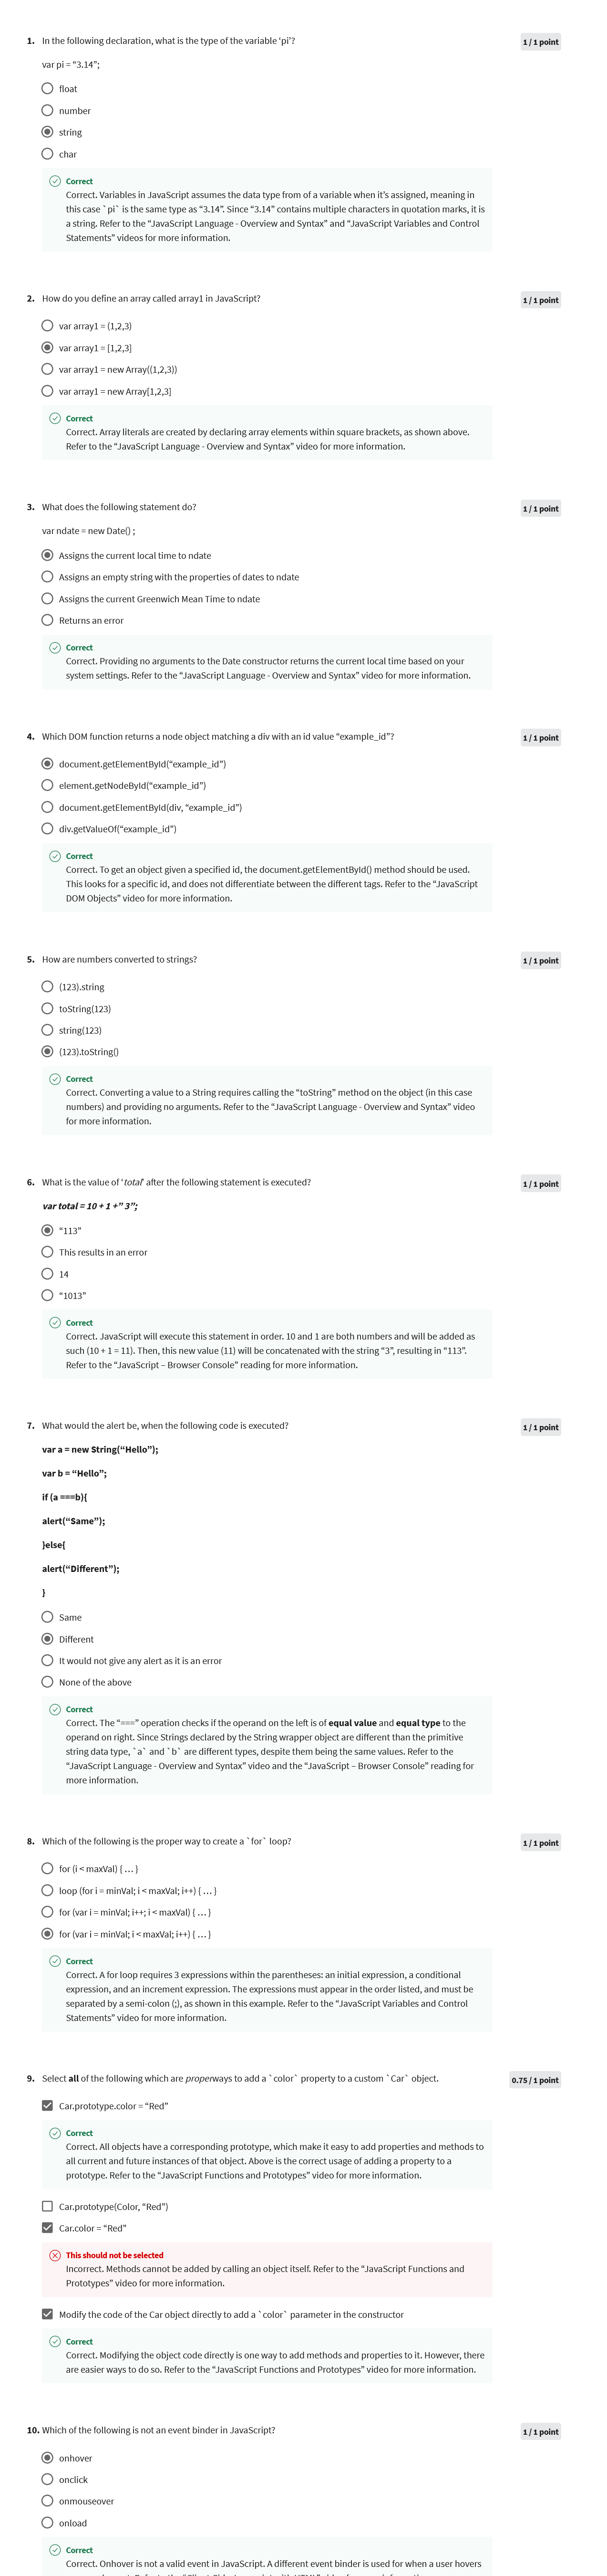 1. In the following declaration, what is the type of the variable ‘pi’?
1 / 1 point
var pi = “3.14”;
float
number
string
char
Correct
Correct. Variables in JavaScript assumes the data type from of a variable when it’s assigned, meaning in
this case `pi` is the same type as “3.14”. Since “3.14” contains multiple characters in quotation marks, it is
a string. Refer to the “JavaScript Language - Overview and Syntax” and “JavaScript Variables and Control
Statements” videos for more information.
2. How do you define an array called array1 in JavaScript?
1 / 1 point
var array1 = (1,2,3)
var array1 = [1,2,3]
var array1 = new Array((1,2,3))
var array1 = new Array[1,2,3]
Correct
Correct. Array literals are created by declaring array elements within square brackets, as shown above.
Refer to the “JavaScript Language - Overview and Syntax” video for more information.
3. What does the following statement do?
1 / 1 point
var ndate = new Date() ;
Assigns the current local time to ndate
Assigns an empty string with the properties of dates to ndate
Assigns the current Greenwich Mean Time to ndate
Returns an error
Correct
Correct. Providing no arguments to the Date constructor returns the current local time based on your
system settings. Refer to the “JavaScript Language - Overview and Syntax” video for more information.
4. Which DOM function returns a node object matching a div with an id value “example_id”?
1 / 1 point
document.getElementById(“example_id”)
element.getNodeById(“example_id”)
document.getElementById(div, “example_id”)
div.getValueOf(“example_id”)
Correct
Correct. To get an object given a specified id, the document.getElementById() method should be used.
This looks for a specific id, and does not differentiate between the different tags. Refer to the “JavaScript
DOM Objects” video for more information.
5. How are numbers converted to strings?
1 / 1 point
(123).string
toString(123)
string(123)
(123).toString()
Correct
Correct. Converting a value to a String requires calling the “toString” method on the object (in this case
numbers) and providing no arguments. Refer to the “JavaScript Language - Overview and Syntax” video
for more information.
6. What is the value of ‘total’ after the following statement is executed?
1 / 1 point
var total = 10 + 1 +” 3”;
“113”
This results in an error
14
“1013”
Correct
Correct. JavaScript will execute this statement in order. 10 and 1 are both numbers and will be added as
such (10 + 1 = 11). Then, this new value (11) will be concatenated with the string “3”, resulting in “113”.
Refer to the “JavaScript – Browser Console” reading for more information.
7. What would the alert be, when the following code is executed?
1 / 1 point
var a = new String(“Hello”);
var b = “Hello”;
if (a ===b){
alert(“Same”);
}else{
alert(“Different”);
}
Same
Different
It would not give any alert as it is an error
None of the above
Correct
Correct. The “===” operation checks if the operand on the left is of equal value and equal type to the
operand on right. Since Strings declared by the String wrapper object are different than the primitive
string data type, `a` and `b` are different types, despite them being the same values. Refer to the
“JavaScript Language - Overview and Syntax” video and the “JavaScript – Browser Console” reading for
more information.
8. Which of the following is the proper way to create a `for` loop?
1 / 1 point
for (i < maxVal) { … }
loop (for i = minVal; i < maxVal; i++) { … }
for (var i = minVal; i++; i < maxVal) { … }
for (var i = minVal; i < maxVal; i++) { … }
Correct
Correct. A for loop requires 3 expressions within the parentheses: an initial expression, a conditional
expression, and an increment expression. The expressions must appear in the order listed, and must be
separated by a semi-colon (;), as shown in this example. Refer to the “JavaScript Variables and Control
Statements” video for more information.
9. Select all of the following which are properways to add a `color` property to a custom `Car` object.
0.75 / 1 point
Car.prototype.color = “Red”
Correct
Correct. All objects have a corresponding prototype, which make it easy to add properties and methods to
all current and future instances of that object. Above is the correct usage of adding a property to a
prototype. Refer to the “JavaScript Functions and Prototypes” video for more information.
Car.prototype(Color, “Red”)
Car.color = “Red”
This should not be selected
Incorrect. Methods cannot be added by calling an object itself. Refer to the “JavaScript Functions and
Prototypes” video for more information.
Modify the code of the Car object directly to add a `color` parameter in the constructor
Correct
Correct. Modifying the object code directly is one way to add methods and properties to it. However, there
are easier ways to do so. Refer to the “JavaScript Functions and Prototypes” video for more information.
10. Which of the following is not an event binder in JavaScript?
1 / 1 point
onhover
onclick
onmouseover
onload
Correct
Correct. Onhover is not a valid event in JavaScript. A different event binder is used for when a user hovers